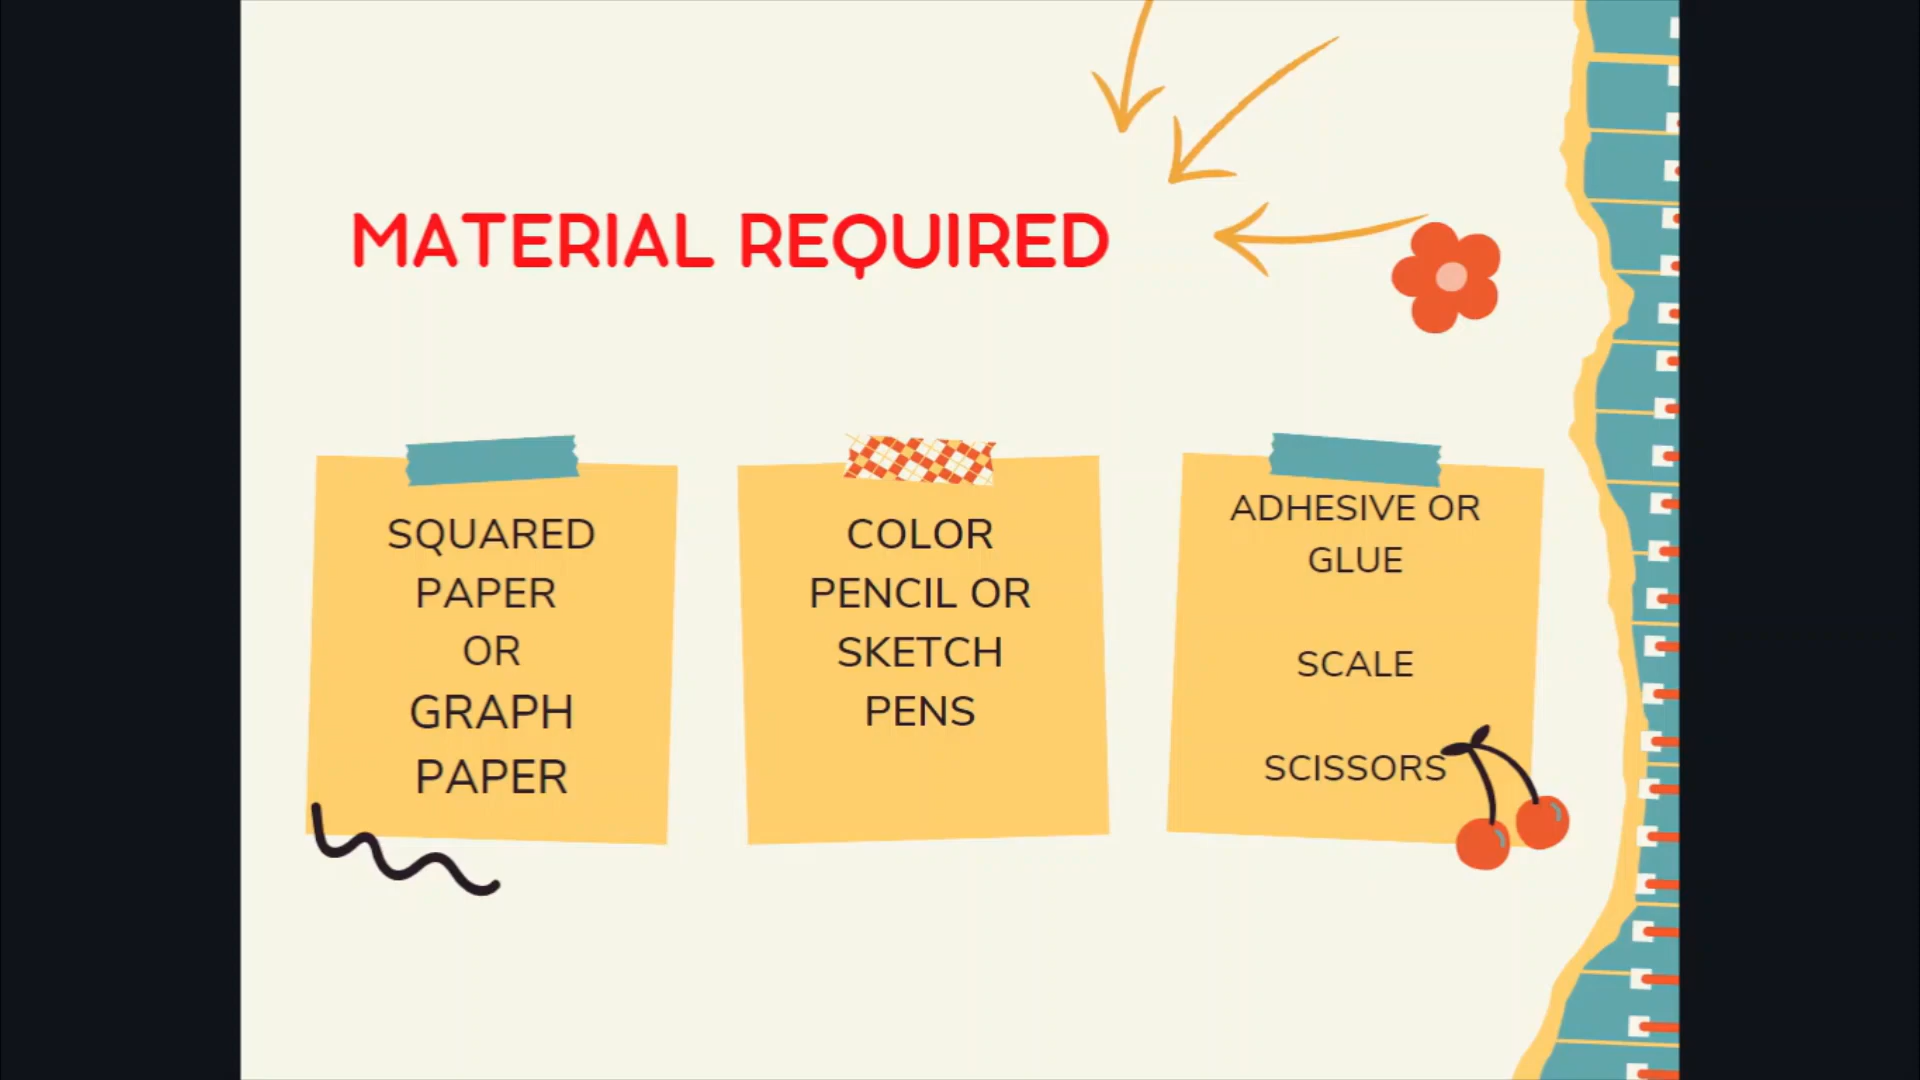 MATERIAL REQUIRED
SQUARED
PAPER
OR
GRAPH
PAPER
COLOR
PENCIL OR
SKETCH
PENS
ADHESIVE OR
GLUE
SCALE
SCISSORS